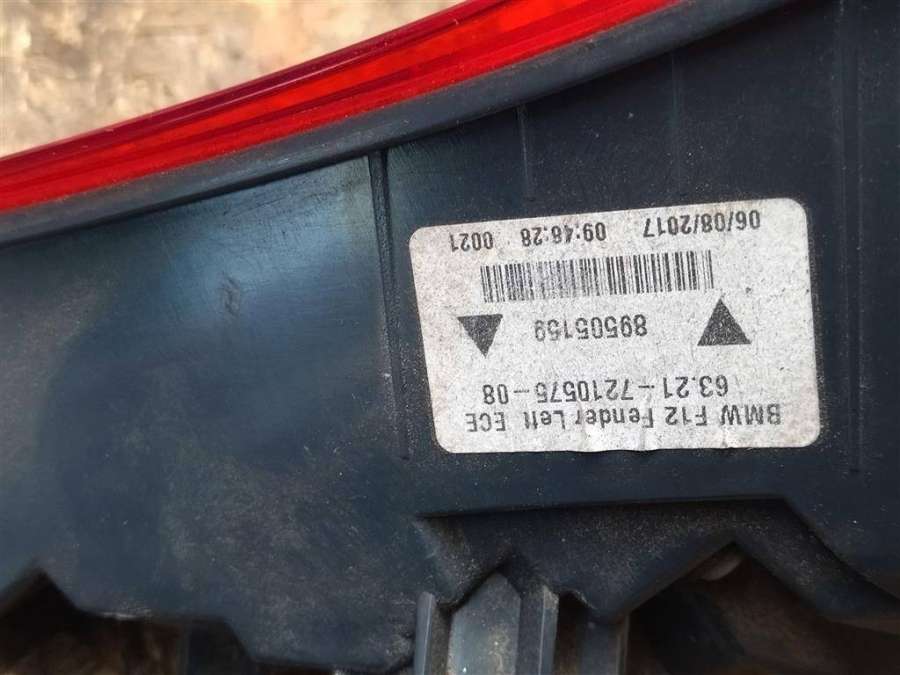 BMW F12 Fender Left ECE
63.21-7210575-08
89505159
06/08/2017 09:46:28 0021